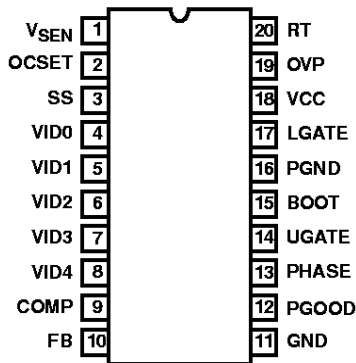 VSEN 1 20 RT
OCSET 2 19 OVP
SS 3 18 VCC
VID0 4 17 LGATE
VID1 5 16 PGND
VID2 6 15 BOOT
VID3 7 14 UGATE
VID4 8 13 PHASE
COMP 9 12 PGOOD
FB 10 11 GND